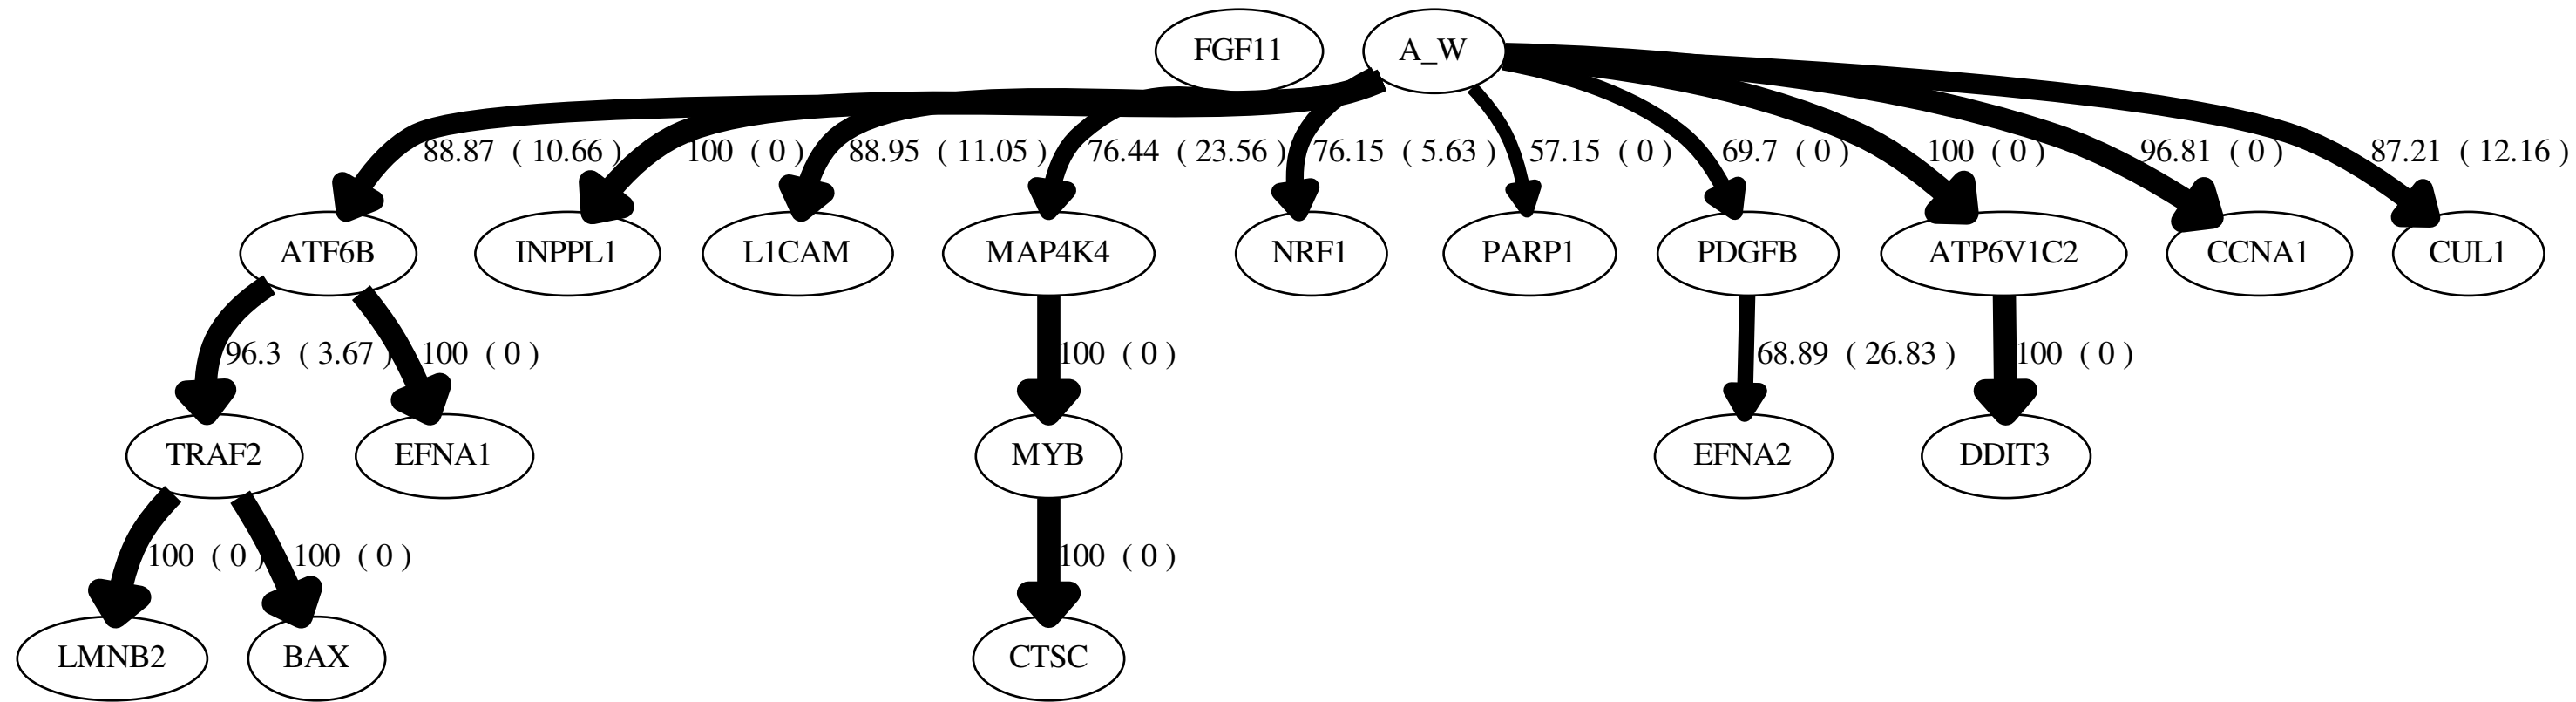 FGF11 A_W
88.87 ( 10.66 ) 100 ( 0 ) 88.95 ( 11.05 ) 76.44 ( 23.56 ) 76.15 ( 5.63 ) 57.15 ( 0 ) 69.7 ( 0 ) 100 ( 0 ) 96.81 ( 0 ) 87.21 ( 12.16 )
ATF6B INPPL1 L1CAM MAP4K4 NRF1 PARP1 PDGFB ATP6V1C2 CCNA1 CUL1
96.3 ( 3.67 ) 100 ( 0 ) 100 ( 0 ) 68.89 ( 26.83 ) 100 ( 0 )
TRAF2 EFNA1 MYB EFNA2 DDIT3
100 ( 0 ) 100 ( 0 ) 100 ( 0 )
LMNB2 BAX CTSC